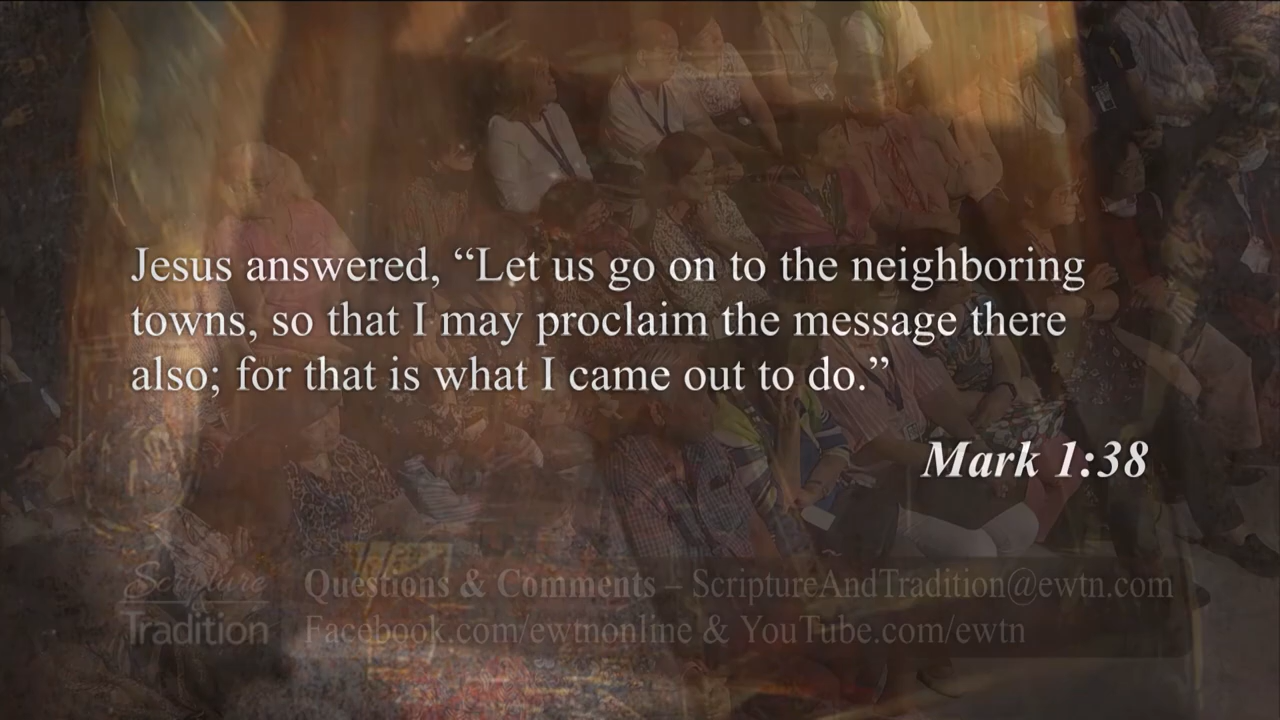 Jesus answered, “Let us go on to the neighboring
towns, so that I may proclaim the message there
also; for that is what I came out to do.”
Mark 1:38
Scripture
&
Tradition
Questions & Comments – ScriptureAndTradition@ewtn.com
Facebook.com/ewtnonline & YouTube.com/ewtn